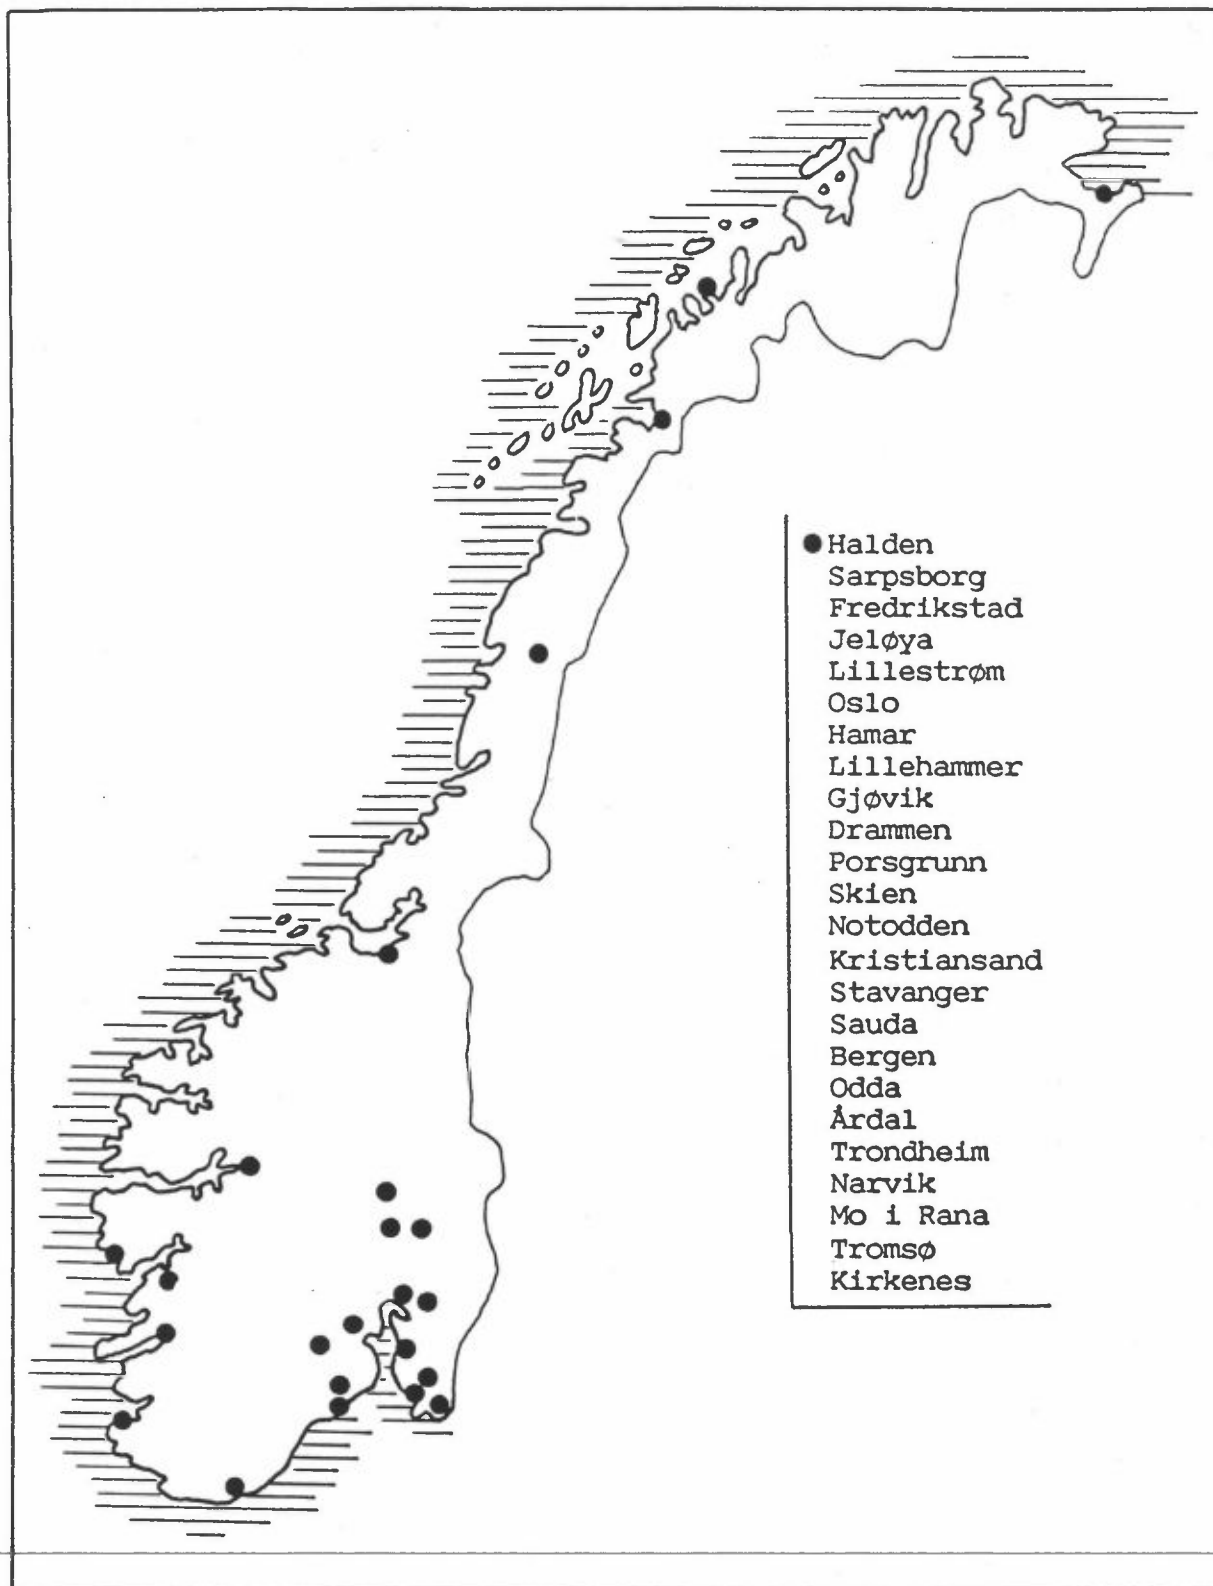 Halden
Sarpsborg
Fredrikstad
Jeløya
Lillestrøm
Oslo
Hamar
Lillehammer
Gjøvik
Drammen
Porsgrunn
Skien
Notodden
Kristiansand
Stavanger
Sauda
Bergen
Odda
Årdal
Trondheim
Narvik
Mo i Rana
Tromsø
Kirkenes